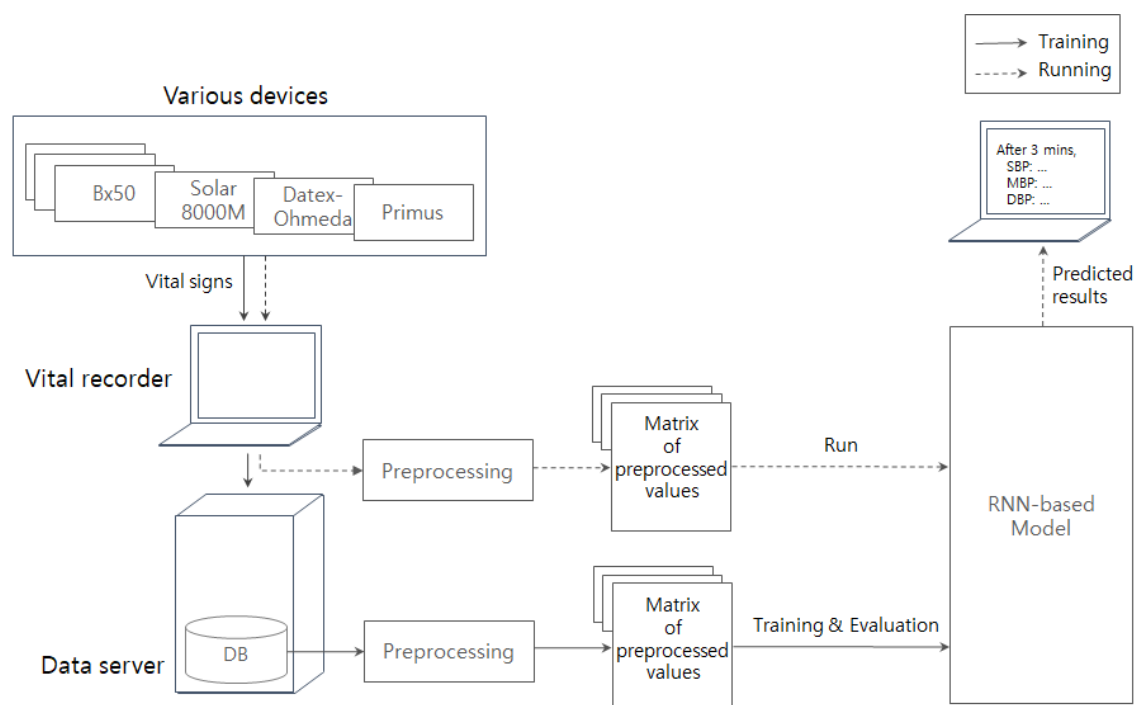 Training
Running
Various devices
Bx50
Solar
8000M
Datex-
Ohmeda
Primus
After 3 mins,
SBP: ...
MBP: ...
DBP: ...
Vital signs
Predicted
results
Vital recorder
Preprocessing
Matrix
of
preprocessed
values
Run
RNN-based
Model
Data server
DB
Preprocessing
Matrix
of
preprocessed
values
Training & Evaluation